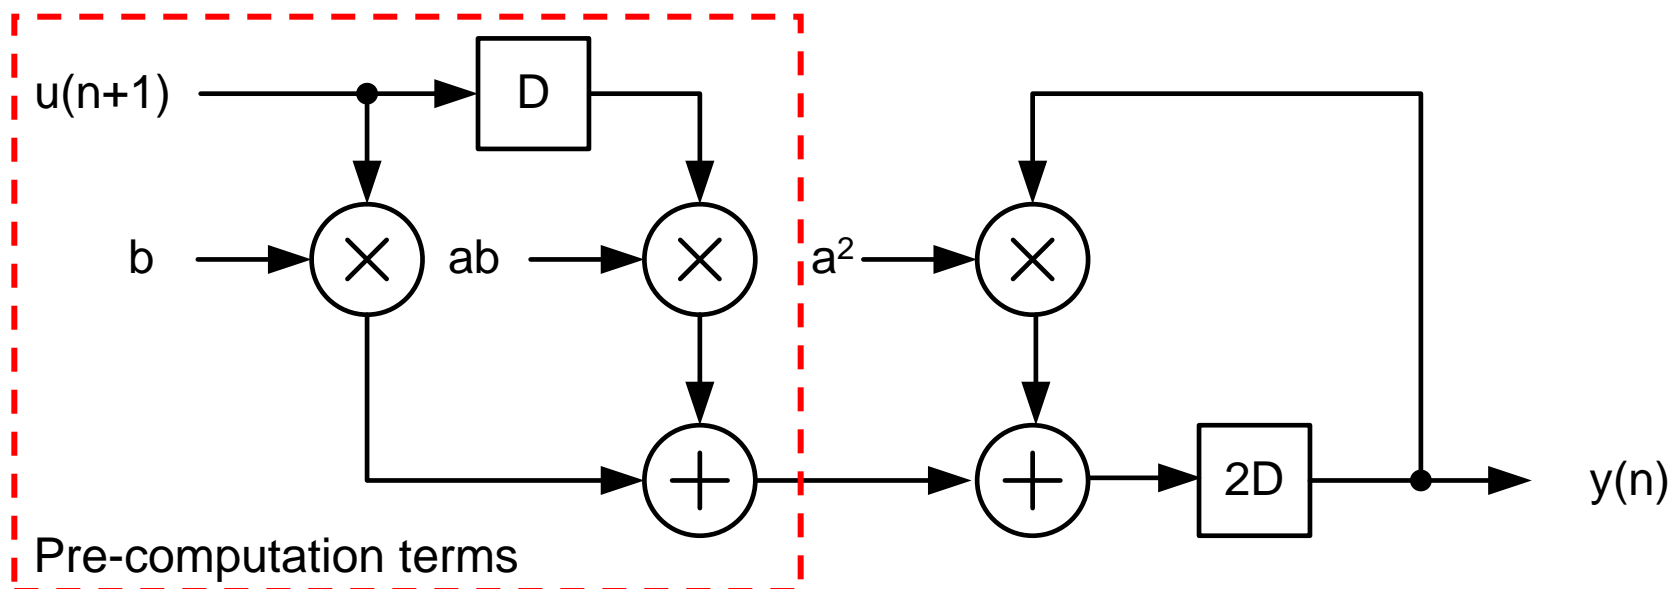 u(n+1)
D
b
ab
a²
2D
y(n)
Pre-computation terms